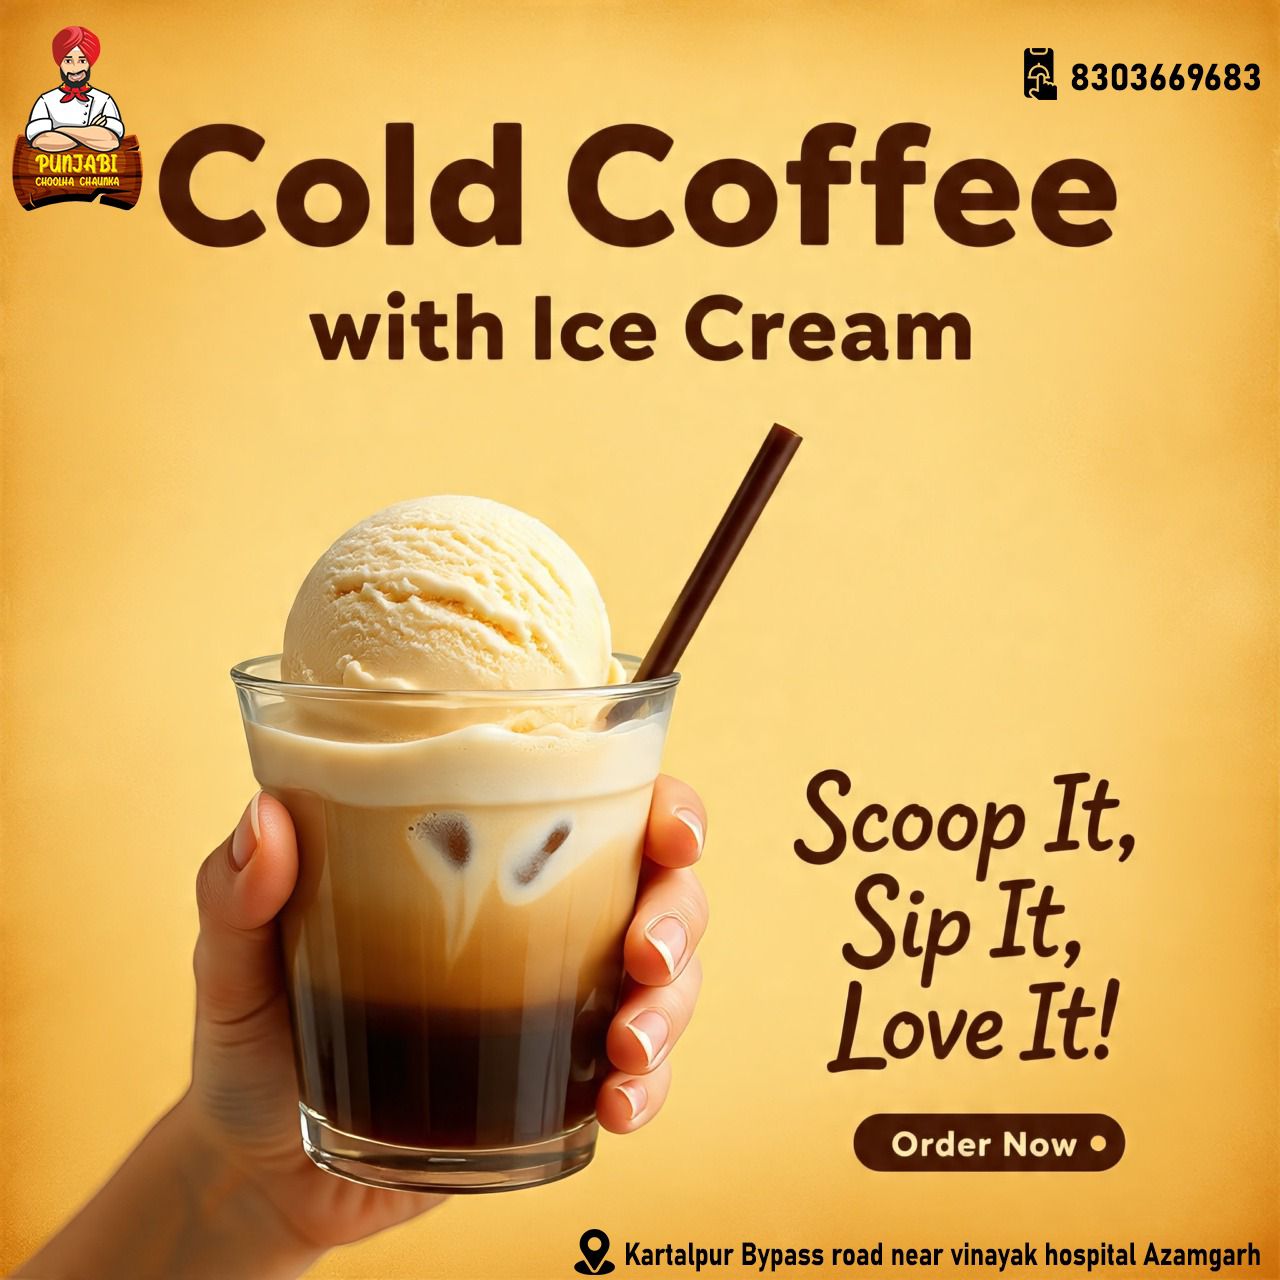 PUNJABI
CHOOLHA CHAUNKA
8303669683
Cold Coffee
with Ice Cream
Scoop It,
Sip It,
Love It!
Order Now
Kartalpur Bypass road near vinayak hospital Azamgarh